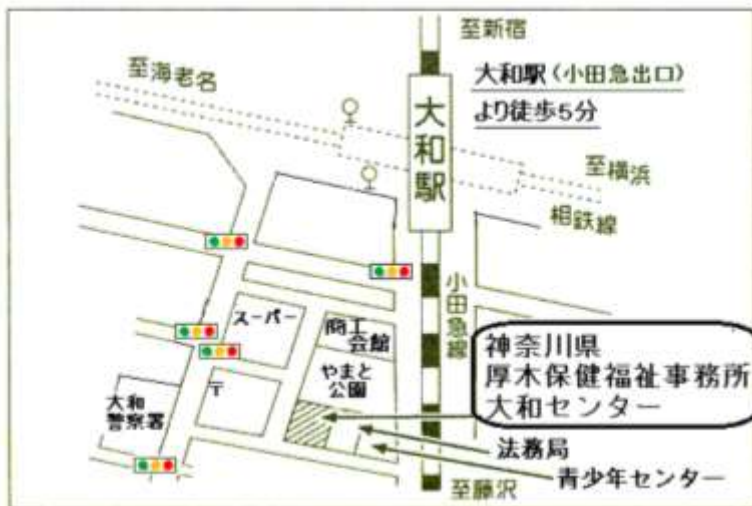 至新宿
至海老名
大和駅(小田急出口)
より徒歩5分
大和駅
至横浜
相鉄線
小田急線
スーパー
商工
会館
やまと
公園
〒
大和
警察署
神奈川県
厚木保健福祉事務所
大和センター
法務局
青少年センター
至藤沢